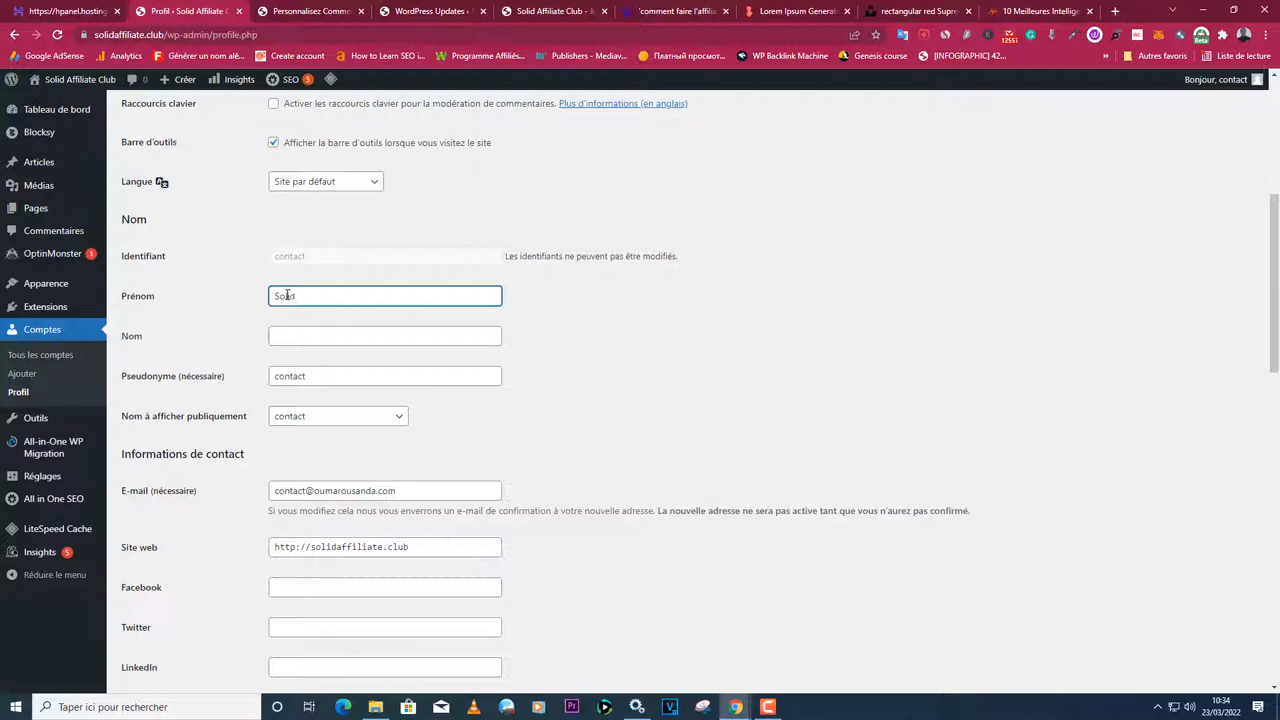 https://hpanel.hosting
Profil ‹ Solid Affiliate C
WordPress Updates ‹
Solid Affiliate Club - M
'comment faire l'affilia
Lorem Ipsum Generat
rectangular red Supre
10 Meilleures Intellig
solidaffiliate.club/wp-admin/profile.php
Google AdSense
Analytics
Create account
How to Learn SEO i...
Programme Affiliés...
Publishers - Mediav...
Платный просмотр...
WP Backlink Machine
Genesis course
[INFOGRAPHIC] 42...
»
Autres favoris
Liste de lecture
Solid Affiliate Club
0
Créer
Insights
SEO 5
Bonjour, contact
Tableau de bord
Blocksy
Articles
Médias
Pages
Commentaires
OptinMonster 1
Apparence
Extensions
Comptes
Tous les comptes
Ajouter
Profil
Outils
All-in-One WP
Migration
Réglages
All in One SEO
LiteSpeed Cache
Insights 5
Réduire le menu
Raccourcis clavier
Activer les raccourcis clavier pour la modération de commentaires. Plus d'informations (en anglais)
Barre d'outils
Afficher la barre d'outils lorsque vous visitez le site
Langue
Site par défaut
Nom
Identifiant
contact
Les identifiants ne peuvent pas être modifiés.
Prénom
Solid
Nom
Pseudonyme (nécessaire)
contact
Nom à afficher publiquement
contact
Informations de contact
E-mail (nécessaire)
contact@oumarousanda.com
Si vous modifiez cela nous vous enverrons un e-mail de confirmation à votre nouvelle adresse. La nouvelle adresse ne sera pas active tant que vous n'aurez pas confirmé.
Site web
http://solidaffiliate.club
Facebook
Twitter
LinkedIn
Taper ici pour rechercher
10:34
23/03/2022